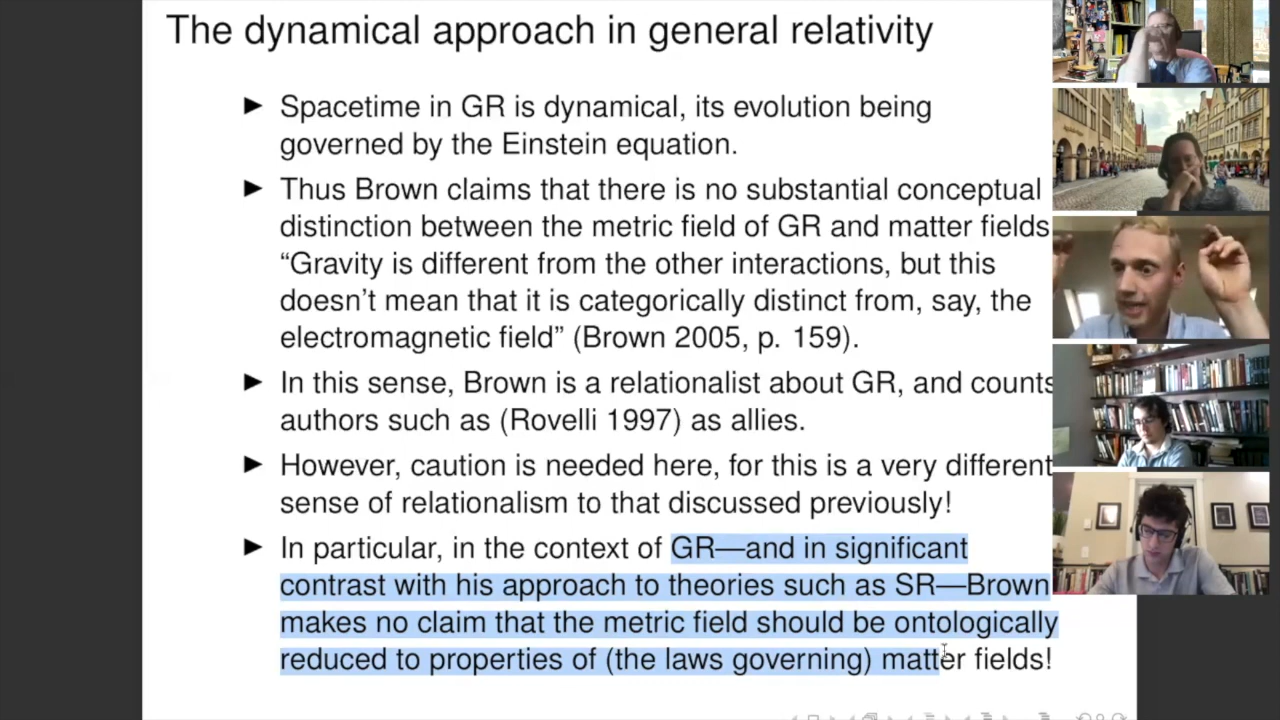 The dynamical approach in general relativity
► Spacetime in GR is dynamical, its evolution being
governed by the Einstein equation.
► Thus Brown claims that there is no substantial conceptual
distinction between the metric field of GR and matter fields
“Gravity is different from the other interactions, but this
doesn’t mean that it is categorically distinct from, say, the
electromagnetic field” (Brown 2005, p. 159).
► In this sense, Brown is a relationalist about GR, and counts
authors such as (Rovelli 1997) as allies.
► However, caution is needed here, for this is a very different
sense of relationalism to that discussed previously!
► In particular, in the context of GR—and in significant
contrast with his approach to theories such as SR—Brown
makes no claim that the metric field should be ontologically
reduced to properties of (the laws governing) matter fields!